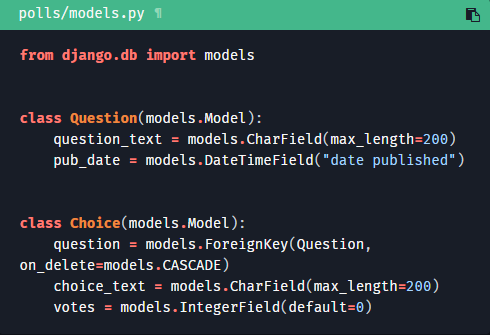 polls/models.py ¶
from django.db import models
class Question(models.Model):
    question_text = models.CharField(max_length=200)
    pub_date = models.DateTimeField("date published")
class Choice(models.Model):
    question = models.ForeignKey(Question,
on_delete=models.CASCADE)
    choice_text = models.CharField(max_length=200)
    votes = models.IntegerField(default=0)